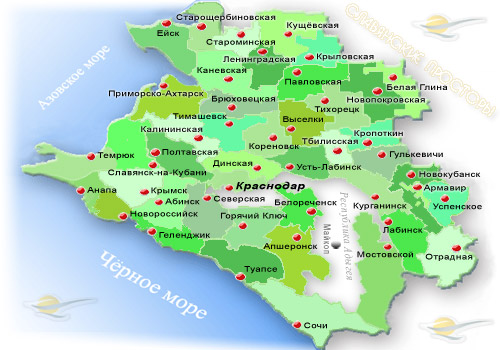 Старощербиновская
Ейск
Кущёвская
Староминская
Ленинградская
Крыловская
Каневская
Павловская
Белая Глина
Приморско-Ахтарск
Новопокровская
Брюховецкая
Тихорецк
Тимашевск
Выселки
Калининская
Кропоткин
Тбилисская
Кореновск
Гулькевичи
Темрюк
Полтавская
Динская
Усть-Лабинск
Славянск-на-Кубани
Новокубанск
Армавир
Анапа
Крымск
Краснодар
Абинск
Северская
Белореченск
Курганинск
Успенское
Новороссийск
Горячий Ключ
Лабинск
Геленджик
Апшеронск
Майкоп
Республика Адыгея
Мостовской
Отрадная
Туапсе
Сочи
Азовское море
Чёрное море